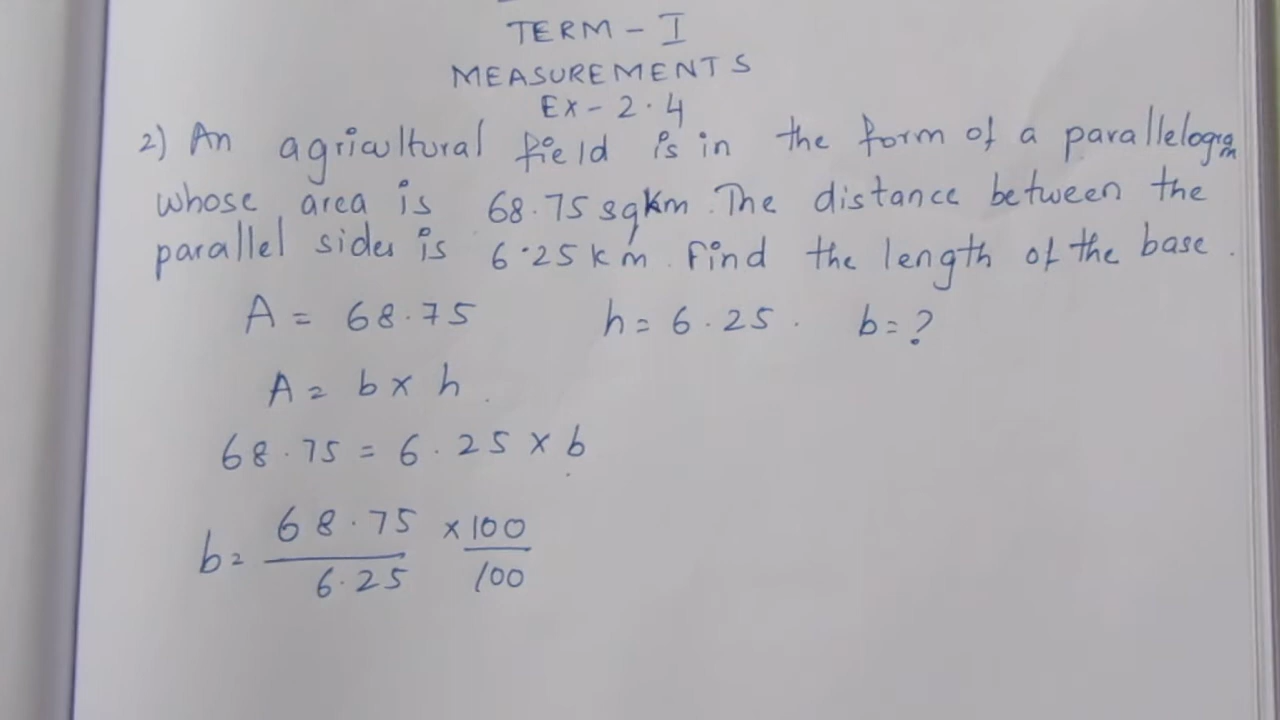 TERM - I
MEASUREMENTS
EX - 2.4
2) An agricultural field is in the form of a parallelogram
whose area is 68.75 sqkm. The distance between the
parallel sides is 6.25 km. Find the length of the base.
A = 68.75 h = 6.25. b = ?
A = b x h.
68.75 = 6.25 x b
b = 68.75 / 6.25 x 100 / 100